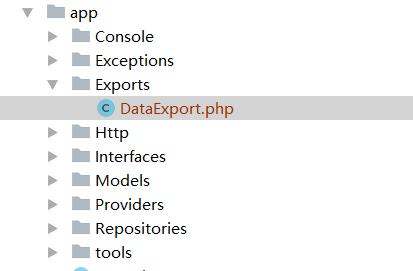 app
Console
Exceptions
Exports
C DataExport.php
Http
Interfaces
Models
Providers
Repositories
tools